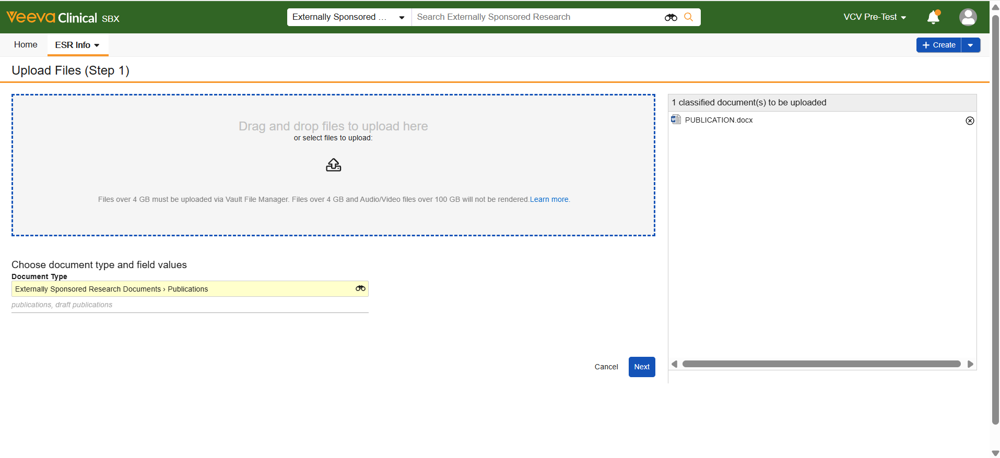 Veeva Clinical SBX
Externally Sponsored ...
Search Externally Sponsored Research
VCV Pre-Test
Home
ESR Info
Create
Upload Files (Step 1)
Drag and drop files to upload here
or select files to upload:
Files over 4 GB must be uploaded via Vault File Manager. Files over 4 GB and Audio/Video files over 100 GB will not be rendered.Learn more.
1 classified document(s) to be uploaded
PUBLICATION.docx
Choose document type and field values
Document Type
Externally Sponsored Research Documents › Publications
publications, draft publications
Cancel
Next